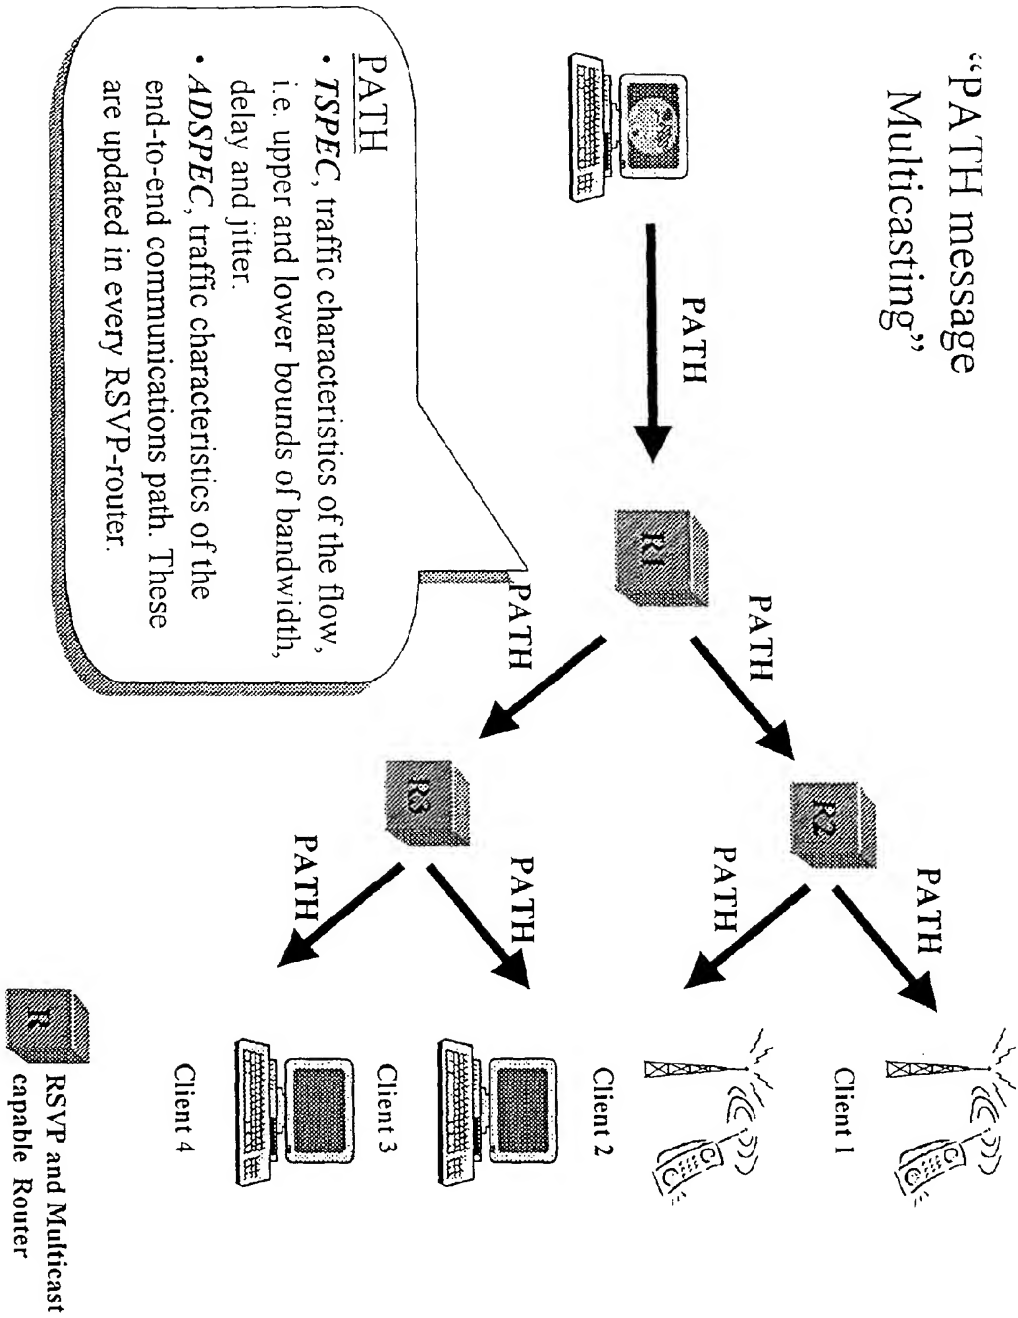 “PATH message
Multicasting”
PATH
R1
PATH
PATH
R2
R3
PATH
PATH
PATH
PATH
Client 1
Client 2
Client 3
Client 4
PATH
• TSPEC, traffic characteristics of the flow,
i.e. upper and lower bounds of bandwidth,
delay and jitter.
• ADSPEC, traffic characteristics of the
end-to-end communications path. These
are updated in every RSVP-router.
R
RSVP and Multicast
capable Router